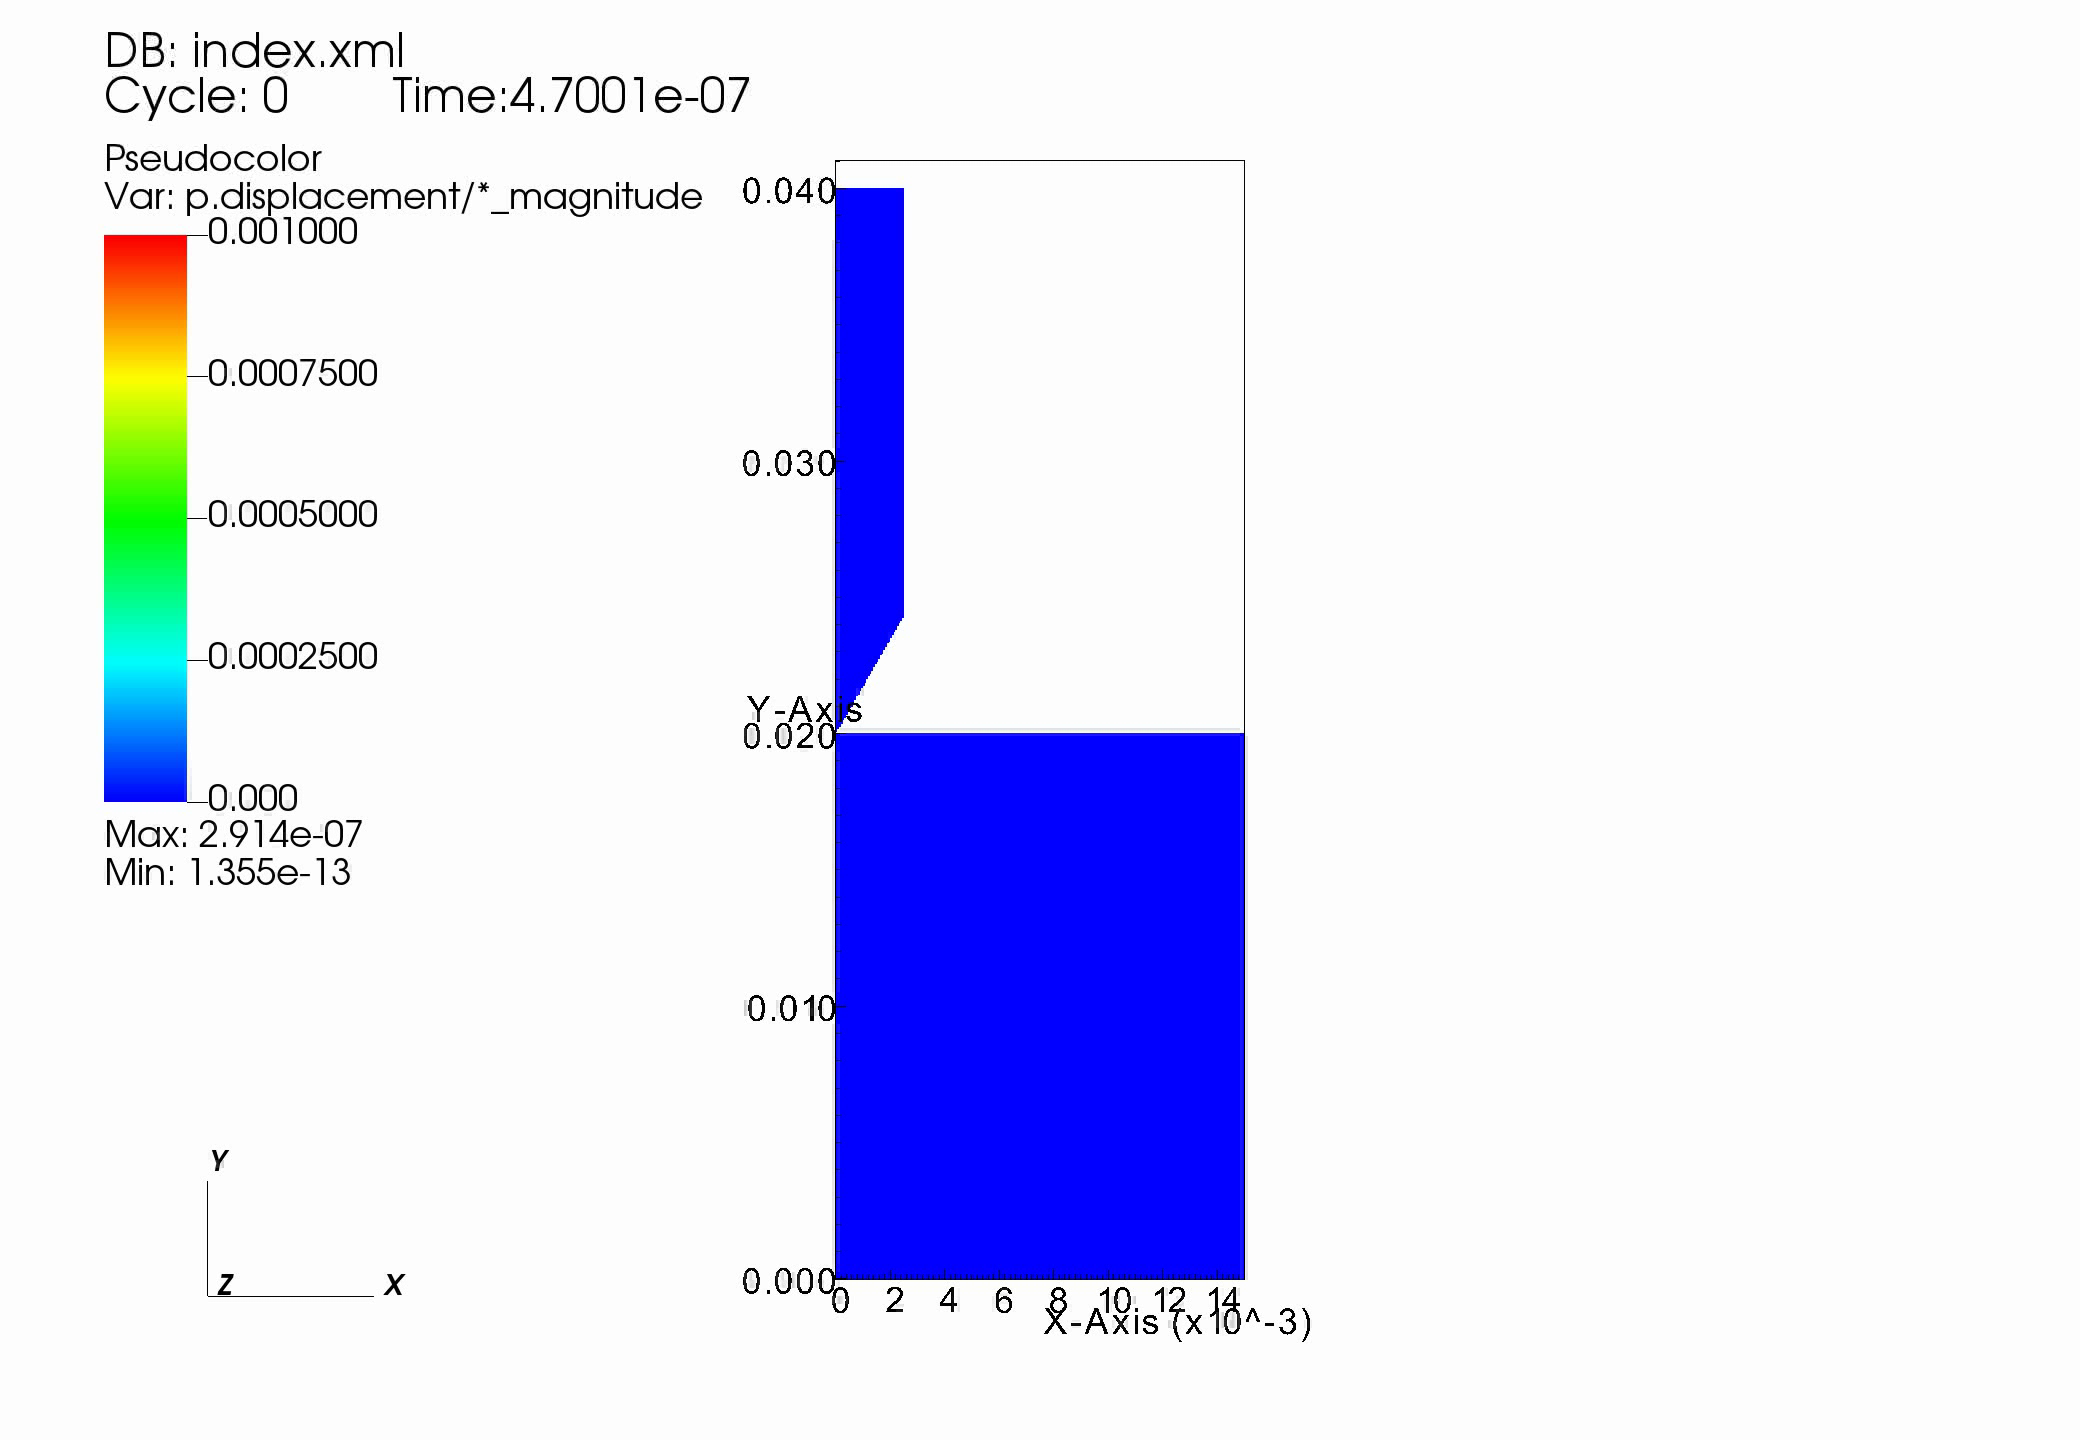 DB: index.xml
Cycle: 0 Time:4.7001e-07
Pseudocolor
Var: p.displacement/*_magnitude
0.001000
0.0007500
0.0005000
0.0002500
0.000
Max: 2.914e-07
Min: 1.355e-13
0.040
0.030
Y-Axis
0.020
0.010
0.000
0 2 4 6 8 10 12 14
X-Axis (x10^-3)
Y
Z X